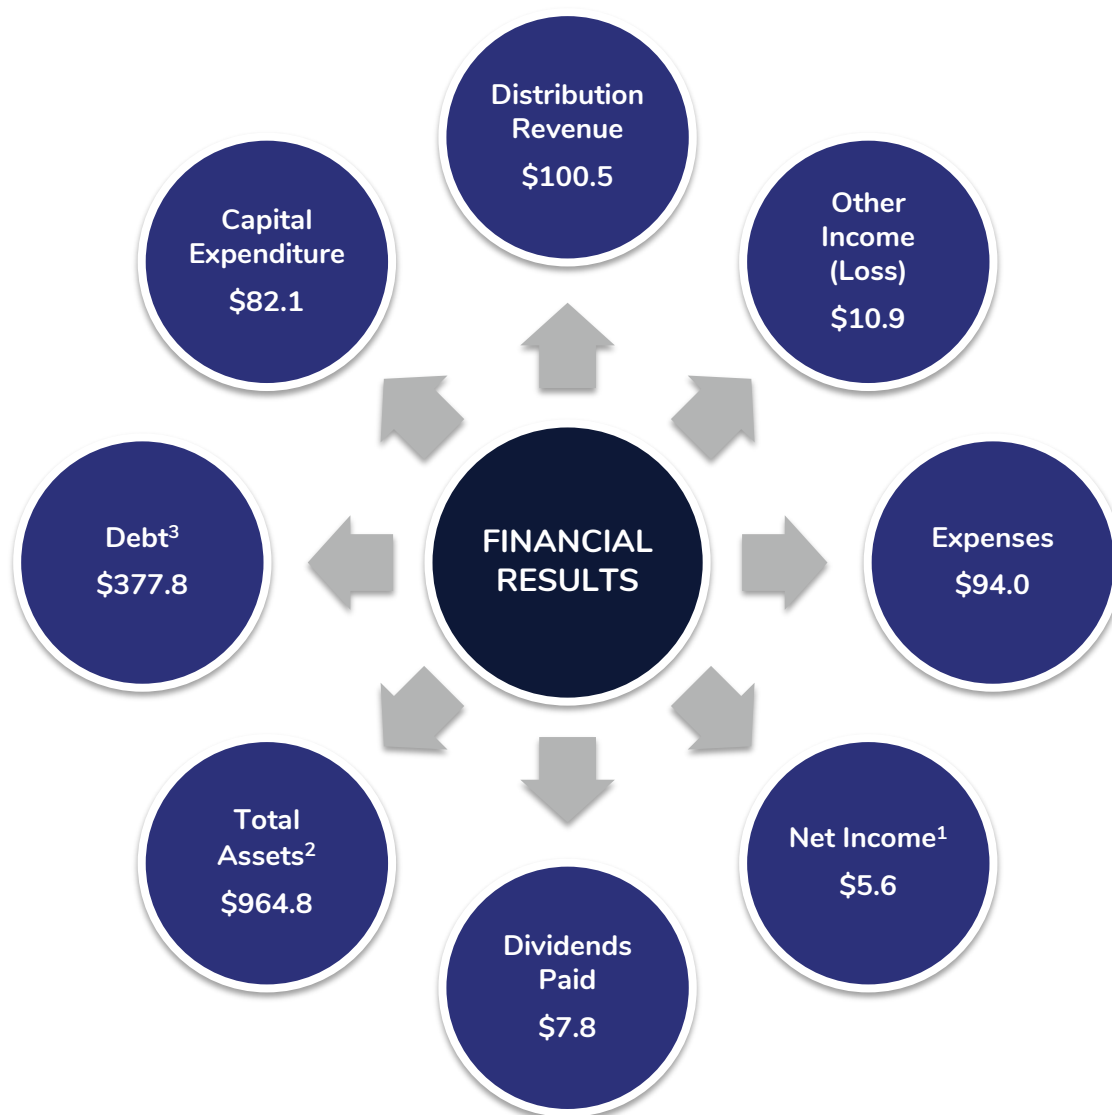 Distribution
Revenue
$100.5
Other
Income
(Loss)
$10.9
Expenses
$94.0
Net Income¹
$5.6
Dividends
Paid
$7.8
Total
Assets²
$964.8
Debt³
$377.8
Capital
Expenditure
$82.1
FINANCIAL
RESULTS